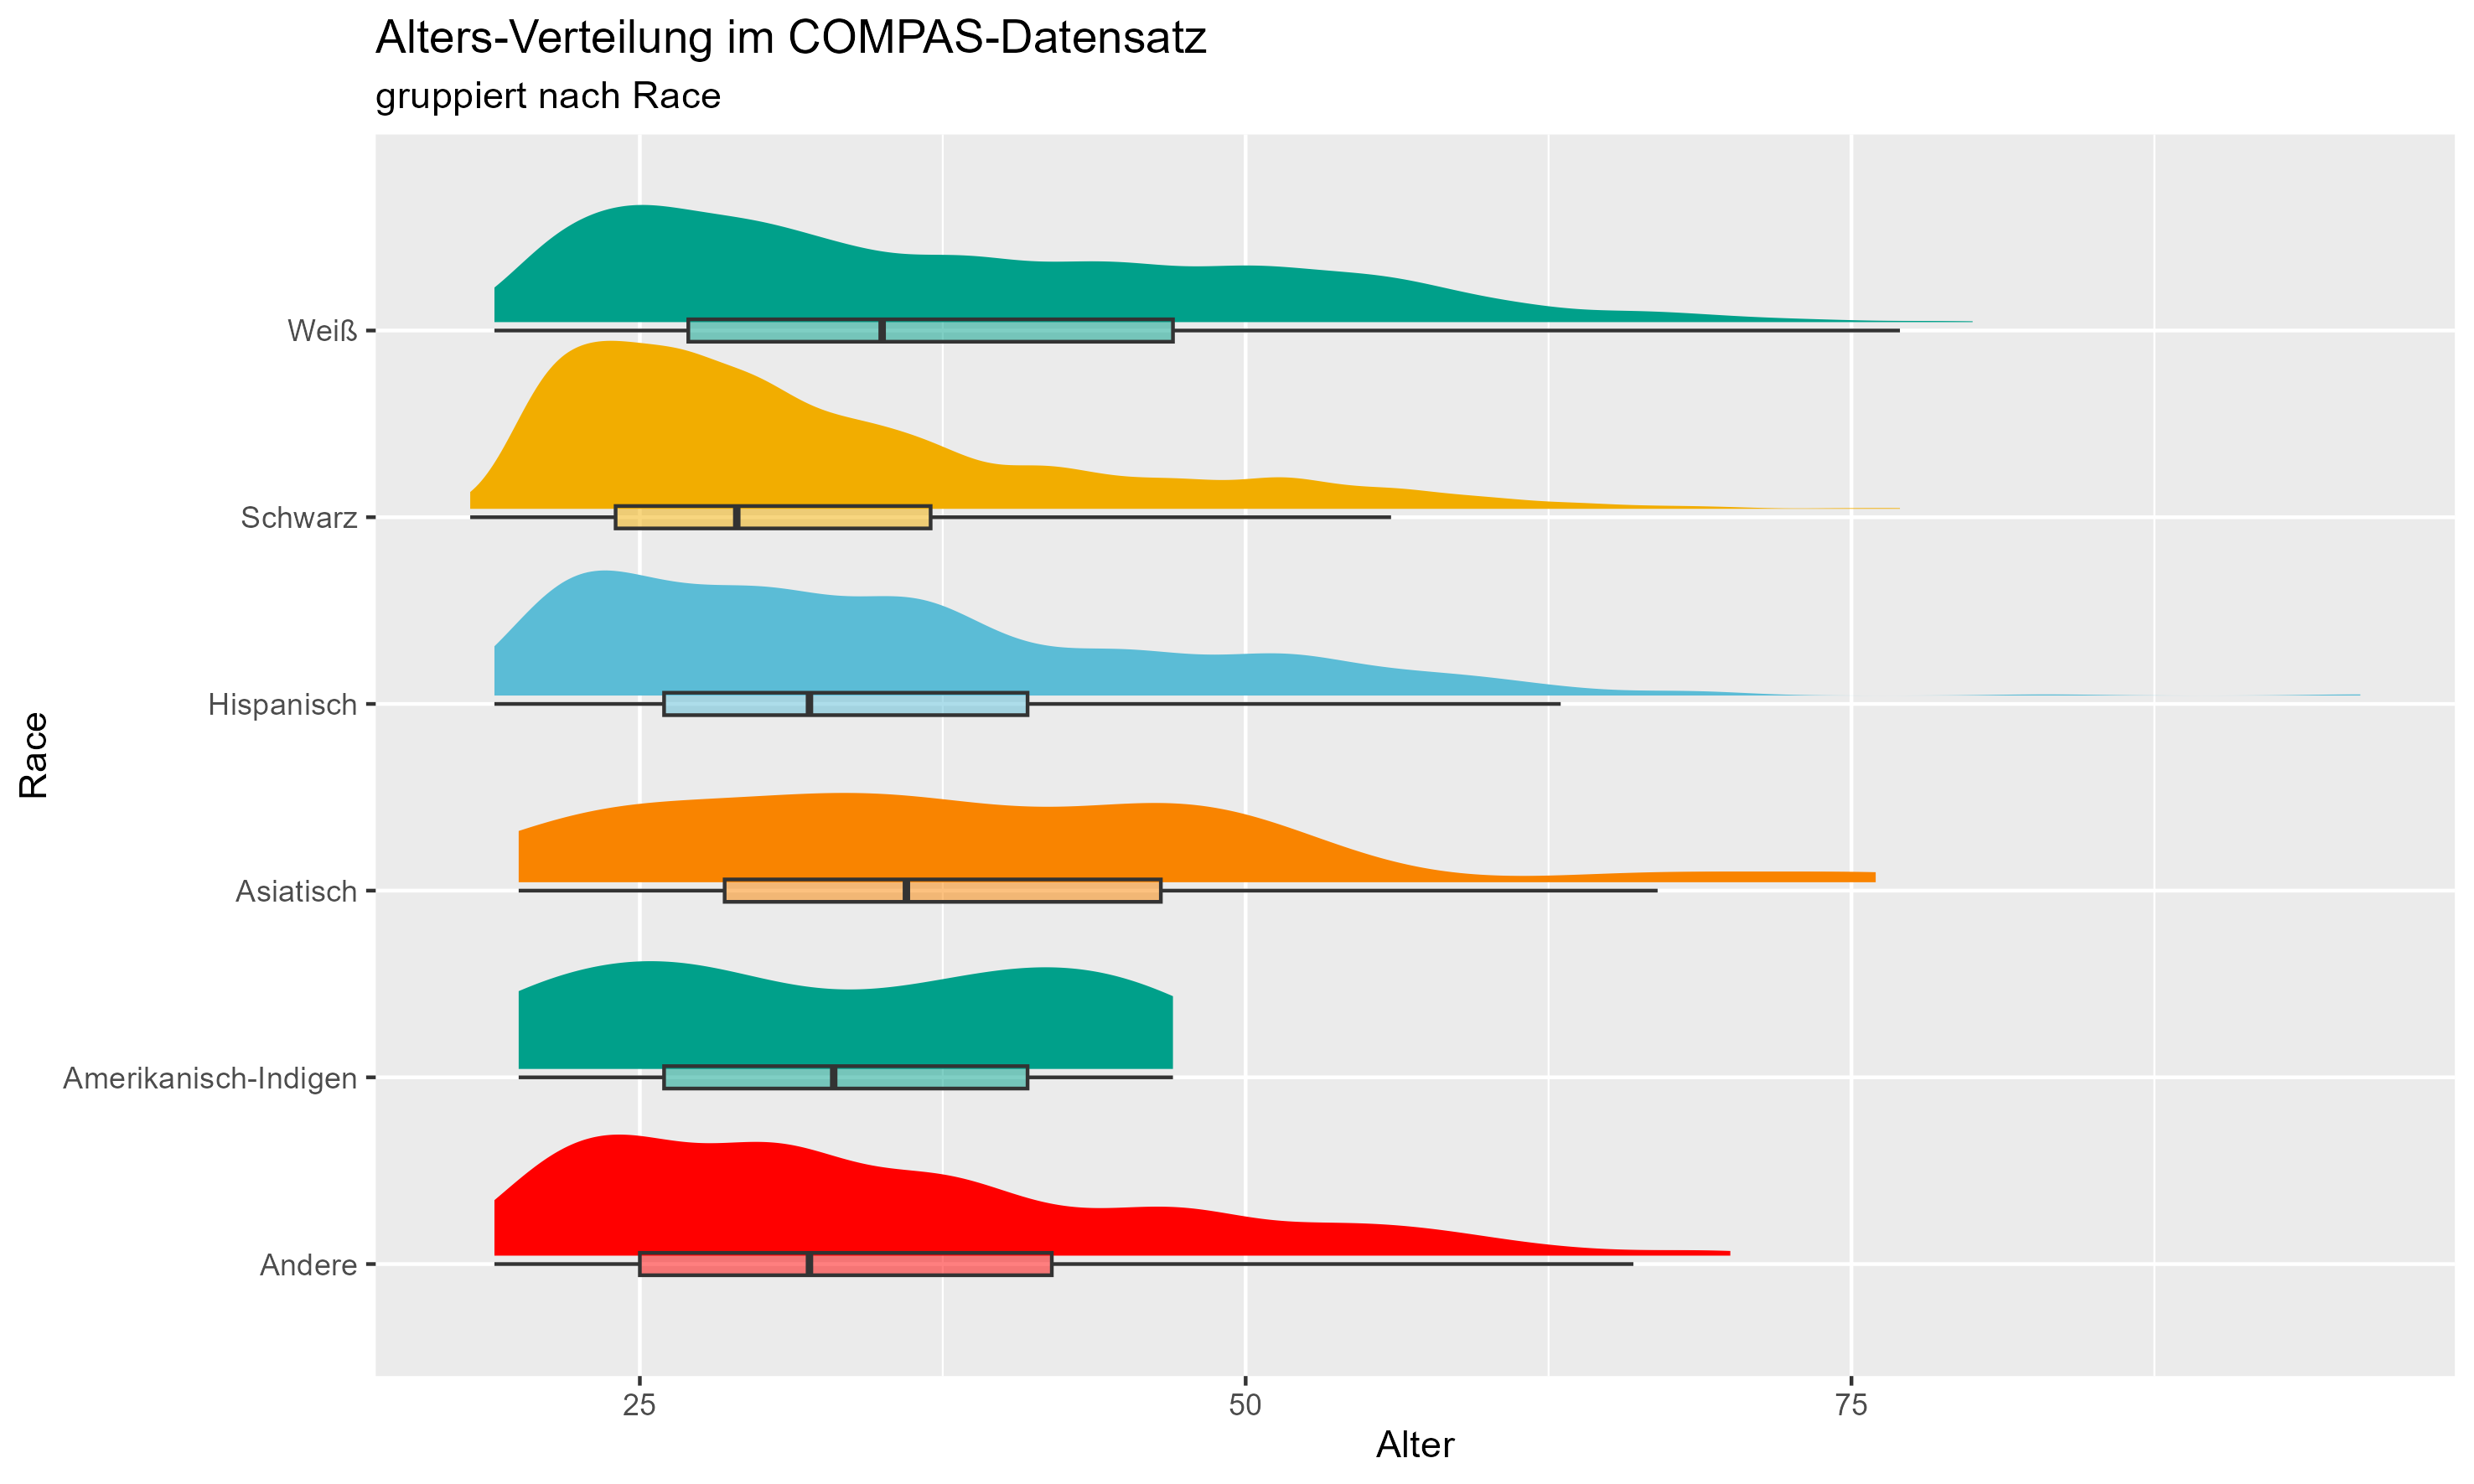 Alters-Verteilung im COMPAS-Datensatz
gruppiert nach Race
Race
Weiß
Schwarz
Hispanisch
Asiatisch
Amerikanisch-Indigen
Andere
25 50 75
Alter